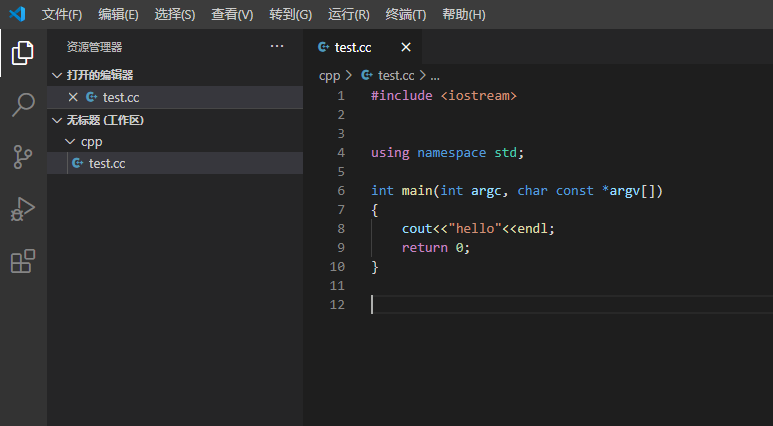 文件(F) 编辑(E) 选择(S) 查看(V) 转到(G) 运行(R) 终端(T) 帮助(H)
资源管理器 ···
打开的编辑器
test.cc
无标题 (工作区)
cpp
test.cc
test.cc
cpp > test.cc > ...
1 #include <iostream>
2
3
4 using namespace std;
5
6 int main(int argc, char const *argv[])
7 {
8 cout<<"hello"<<endl;
9 return 0;
10 }
11
12